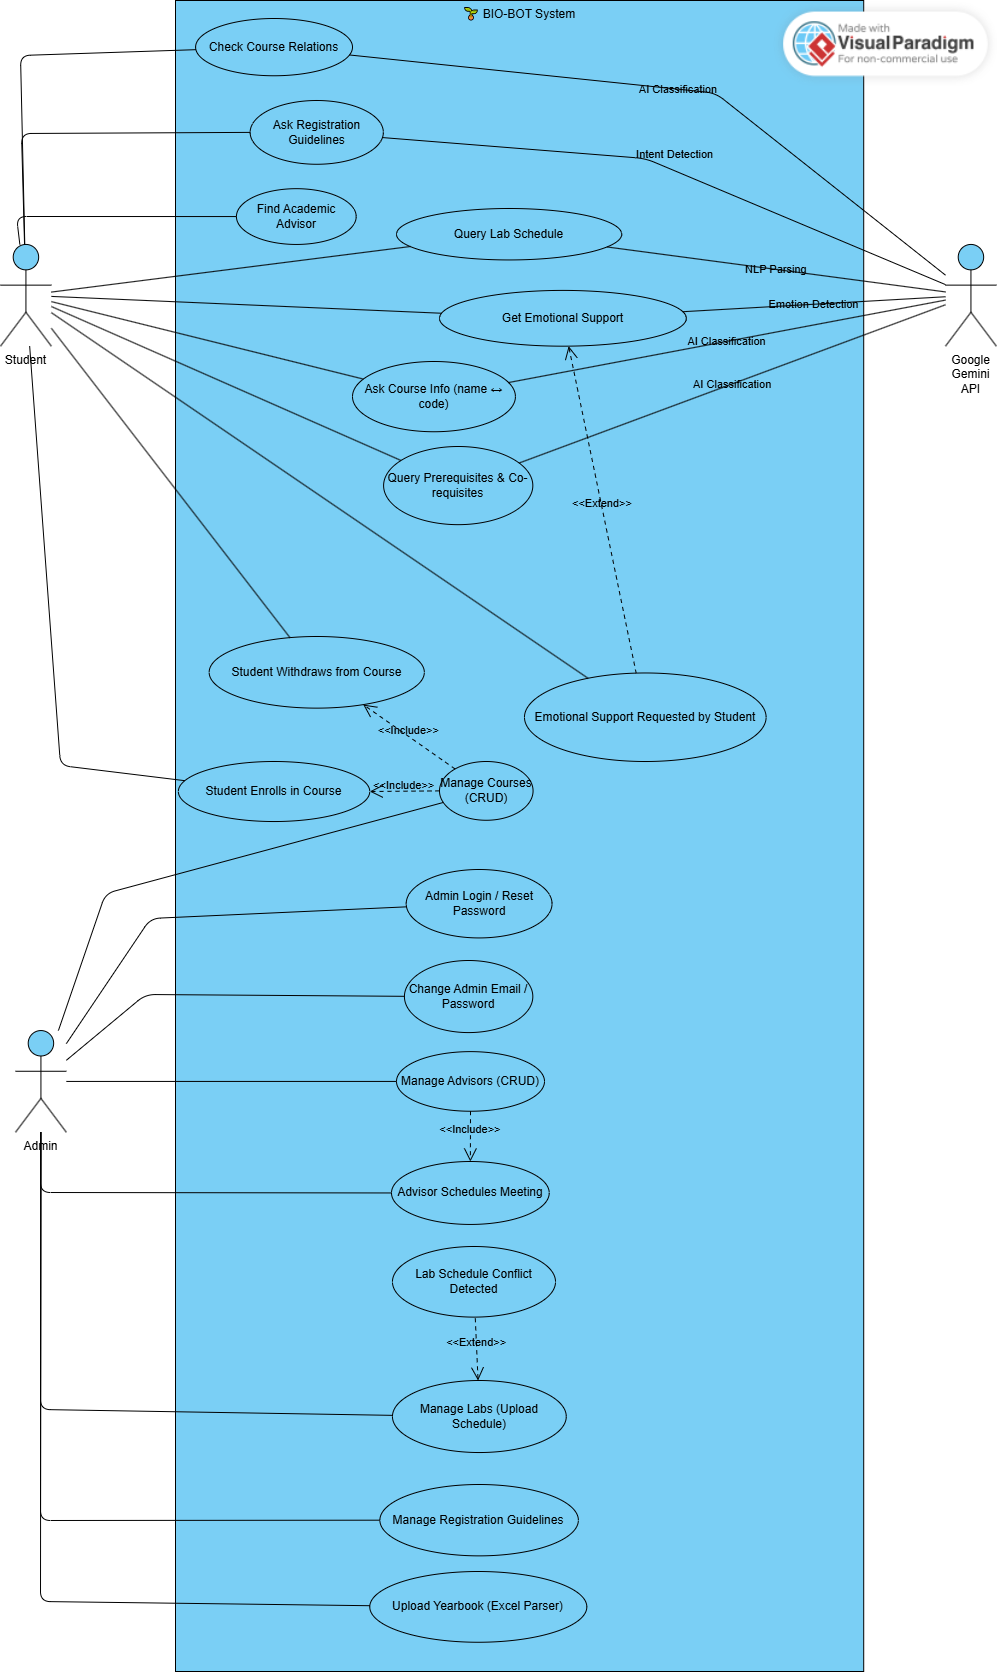 BIO-BOT System
Made with
VisualParadigm
For non-commercial use
Check Course Relations
AI Classification
Ask Registration
Guidelines
Intent Detection
Find Academic
Advisor
Query Lab Schedule
NLP Parsing
Emotion Detection
Get Emotional Support
AI Classification
Student
Google
Gemini
API
Ask Course Info (name ↔
code)
AI Classification
Query Prerequisites & Co-
requisites
<<Extend>>
Student Withdraws from Course
Emotional Support Requested by Student
<<Include>>
Manage Courses
(CRUD)
<<Include>>
Student Enrolls in Course
Admin Login / Reset
Password
Change Admin Email /
Password
Manage Advisors (CRUD)
<<Include>>
Admin
Advisor Schedules Meeting
Lab Schedule Conflict
Detected
<<Extend>>
Manage Labs (Upload
Schedule)
Manage Registration Guidelines
Upload Yearbook (Excel Parser)